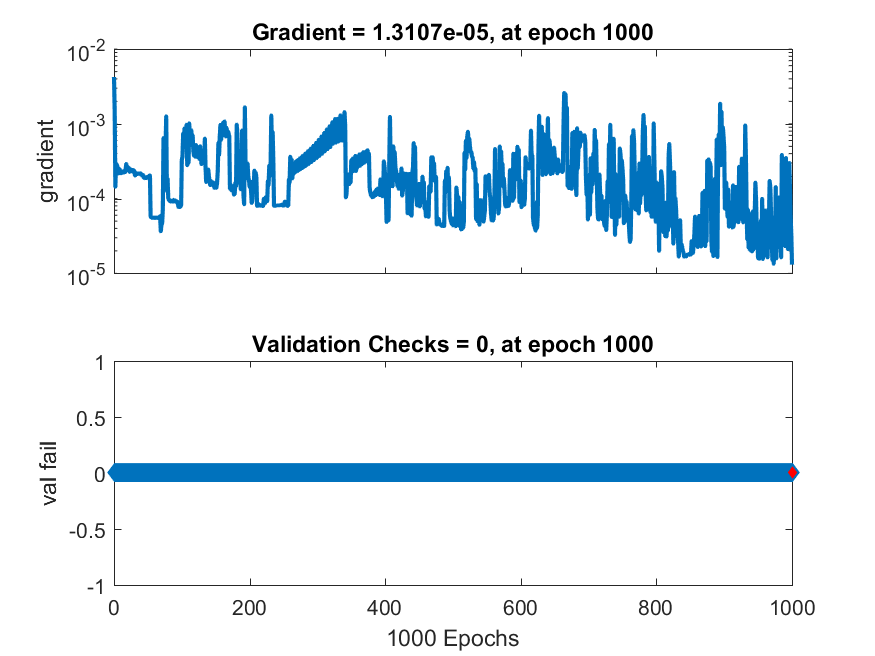 Gradient = 1.3107e-05, at epoch 1000
10-2
10-3
10-4
10-5
gradient
Validation Checks = 0, at epoch 1000
1
0.5
0
-0.5
-1
val fail
0 200 400 600 800 1000
1000 Epochs